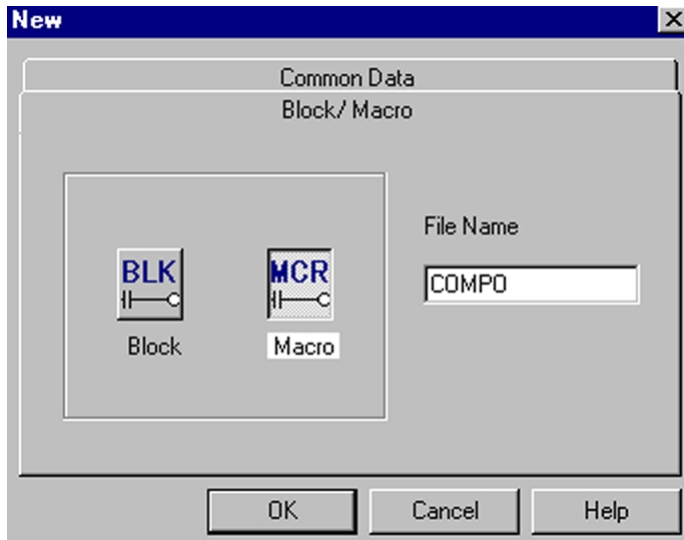 New
Common Data
Block/ Macro
File Name
BLK
MCR
COMPO
Block
Macro
OK
Cancel
Help